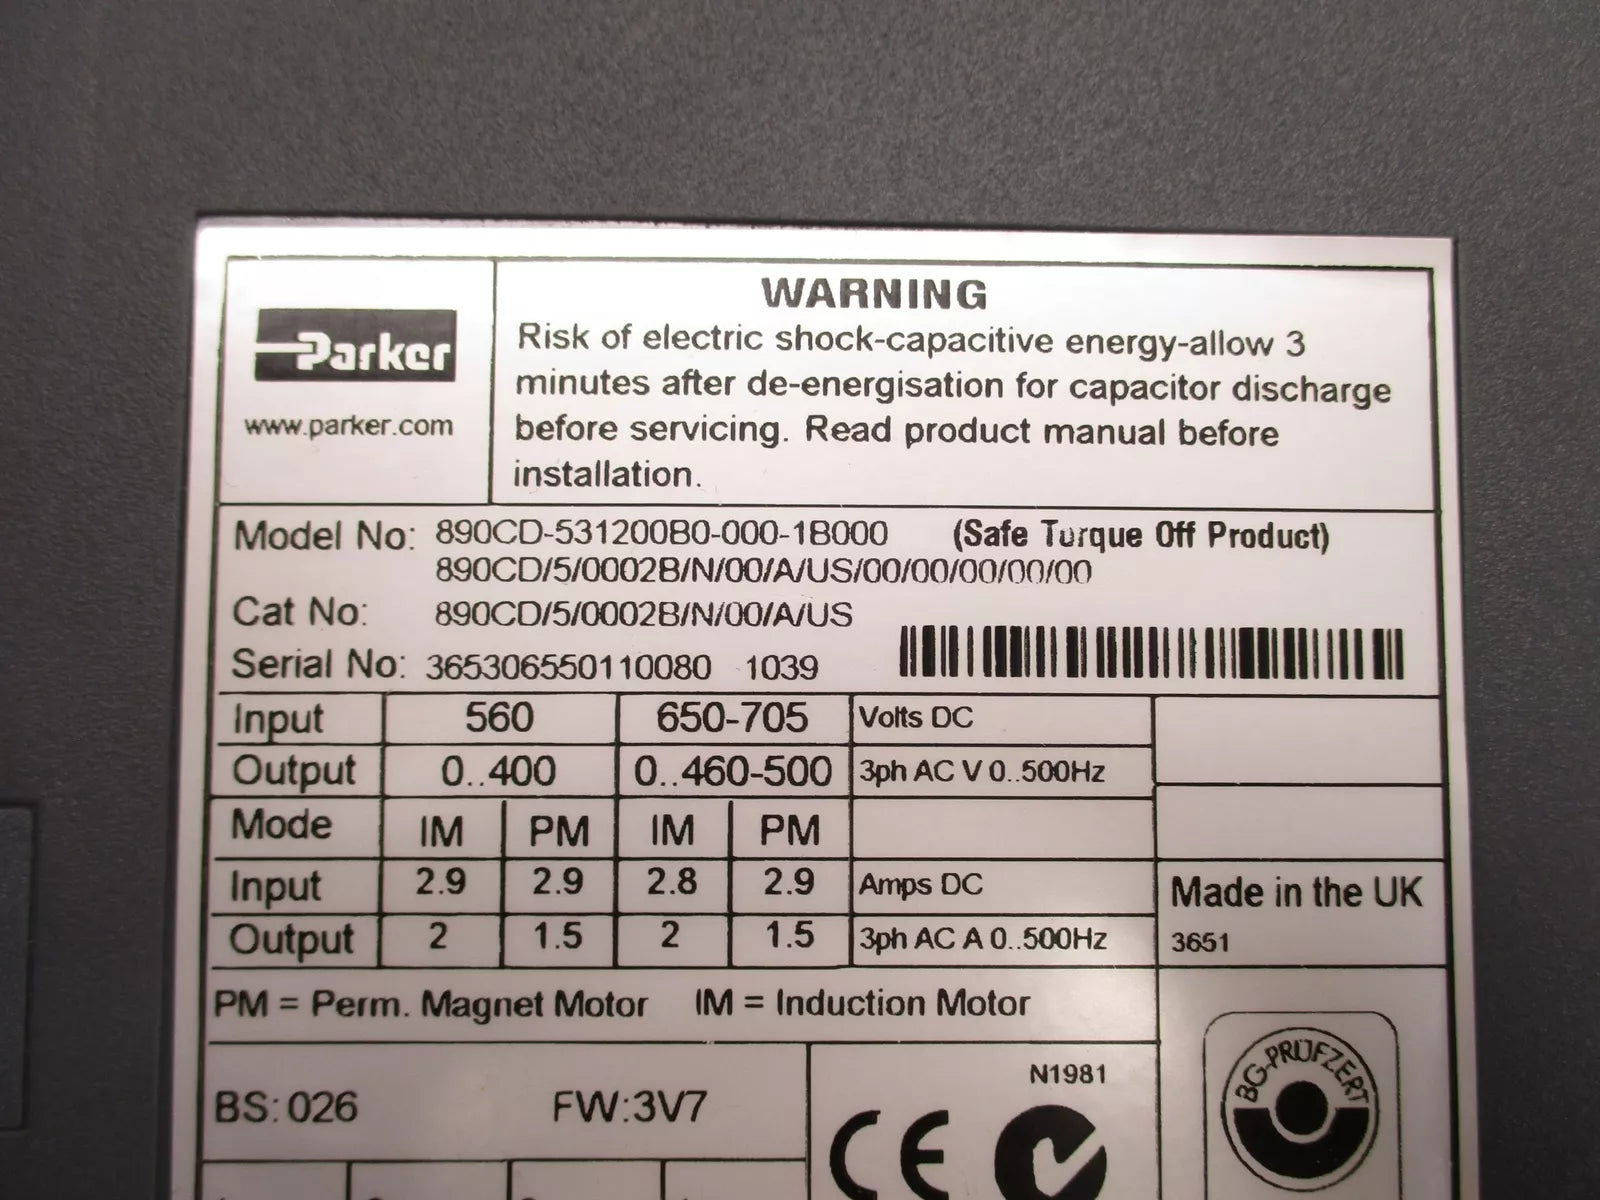 WARNING
Parker
www.parker.com
Risk of electric shock-capacitive energy-allow 3
minutes after de-energisation for capacitor discharge
before servicing. Read product manual before
installation.
Model No: 890CD-531200B0-000-1B000 (Safe Turque Off Product)
890CD/5/0002B/N/00/A/US/00/00/00/00/00
Cat No: 890CD/5/0002B/N/00/A/US
Serial No: 365306550110080 1039
Input 560 650-705 Volts DC
Output 0..400 0..460-500 3ph AC V 0..500Hz
Mode IM PM IM PM
Input 2.9 2.9 2.8 2.9 Amps DC
Output 2 1.5 2 1.5 3ph AC A 0..500Hz
Made in the UK
3651
PM = Perm. Magnet Motor IM = Induction Motor
BS: 026 FW:3V7
N1981
CE
BG-PRÜFZERT